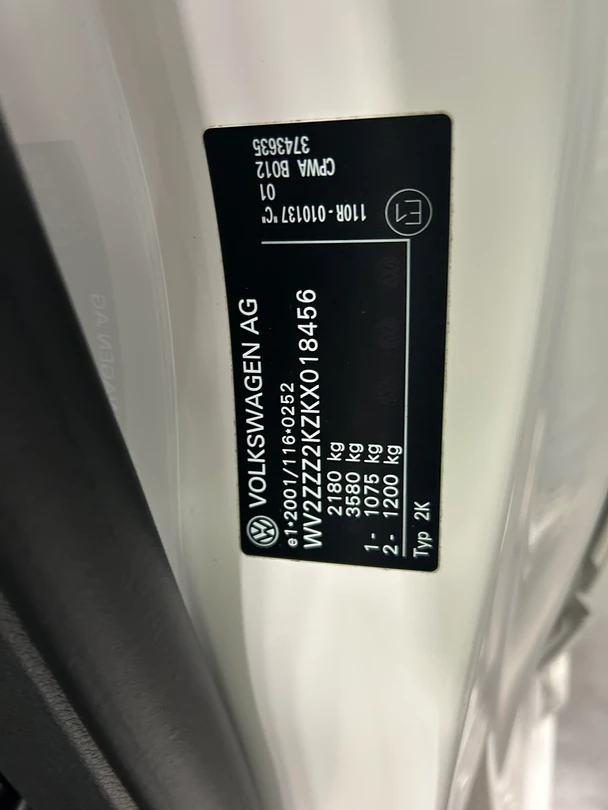 VOLKSWAGEN AG
e1*2001/116*0252
WV2ZZZ2KZKX018456
2180 kg
3580 kg
1- 1075 kg
2- 1200 kg
Typ 2K
E1
110R-010137 "C"
01
CPWA B012
3743635